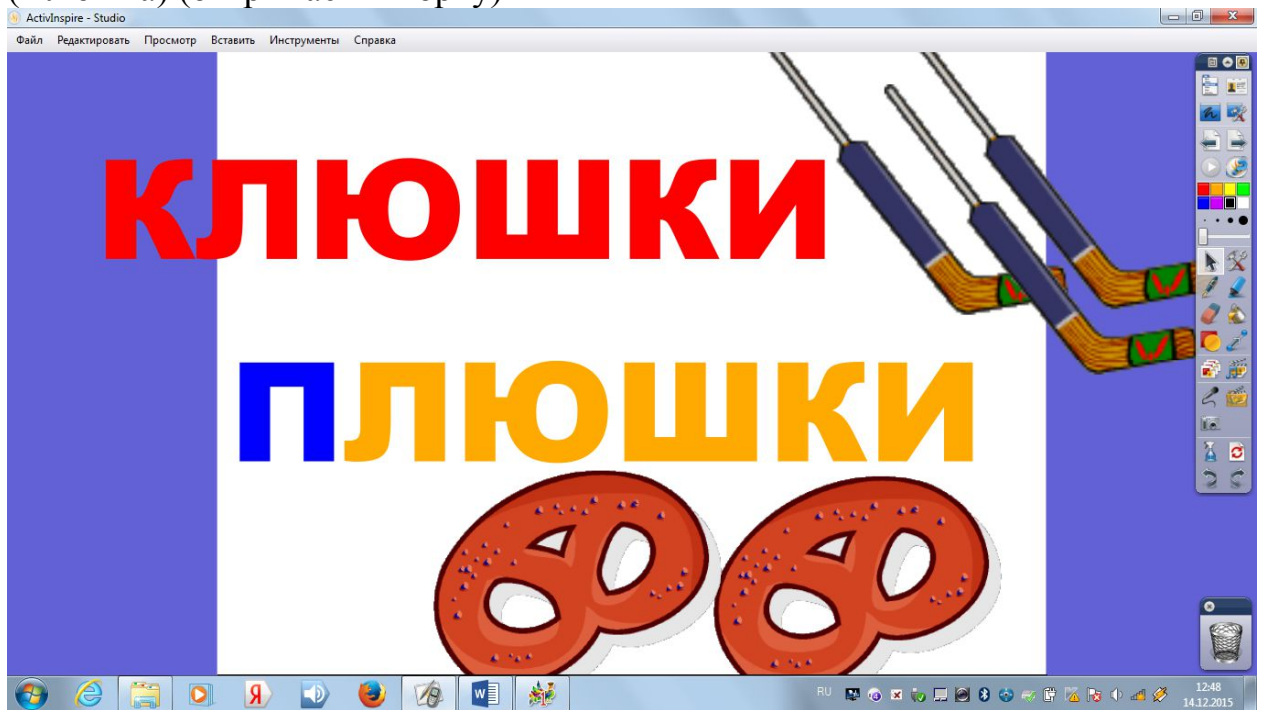 ActivInspire - Studio
Файл Редактировать Просмотр Вставить Инструменты Справка
КЛЮШКИ
ПЛЮШКИ
RU
12:48
14.12.2015